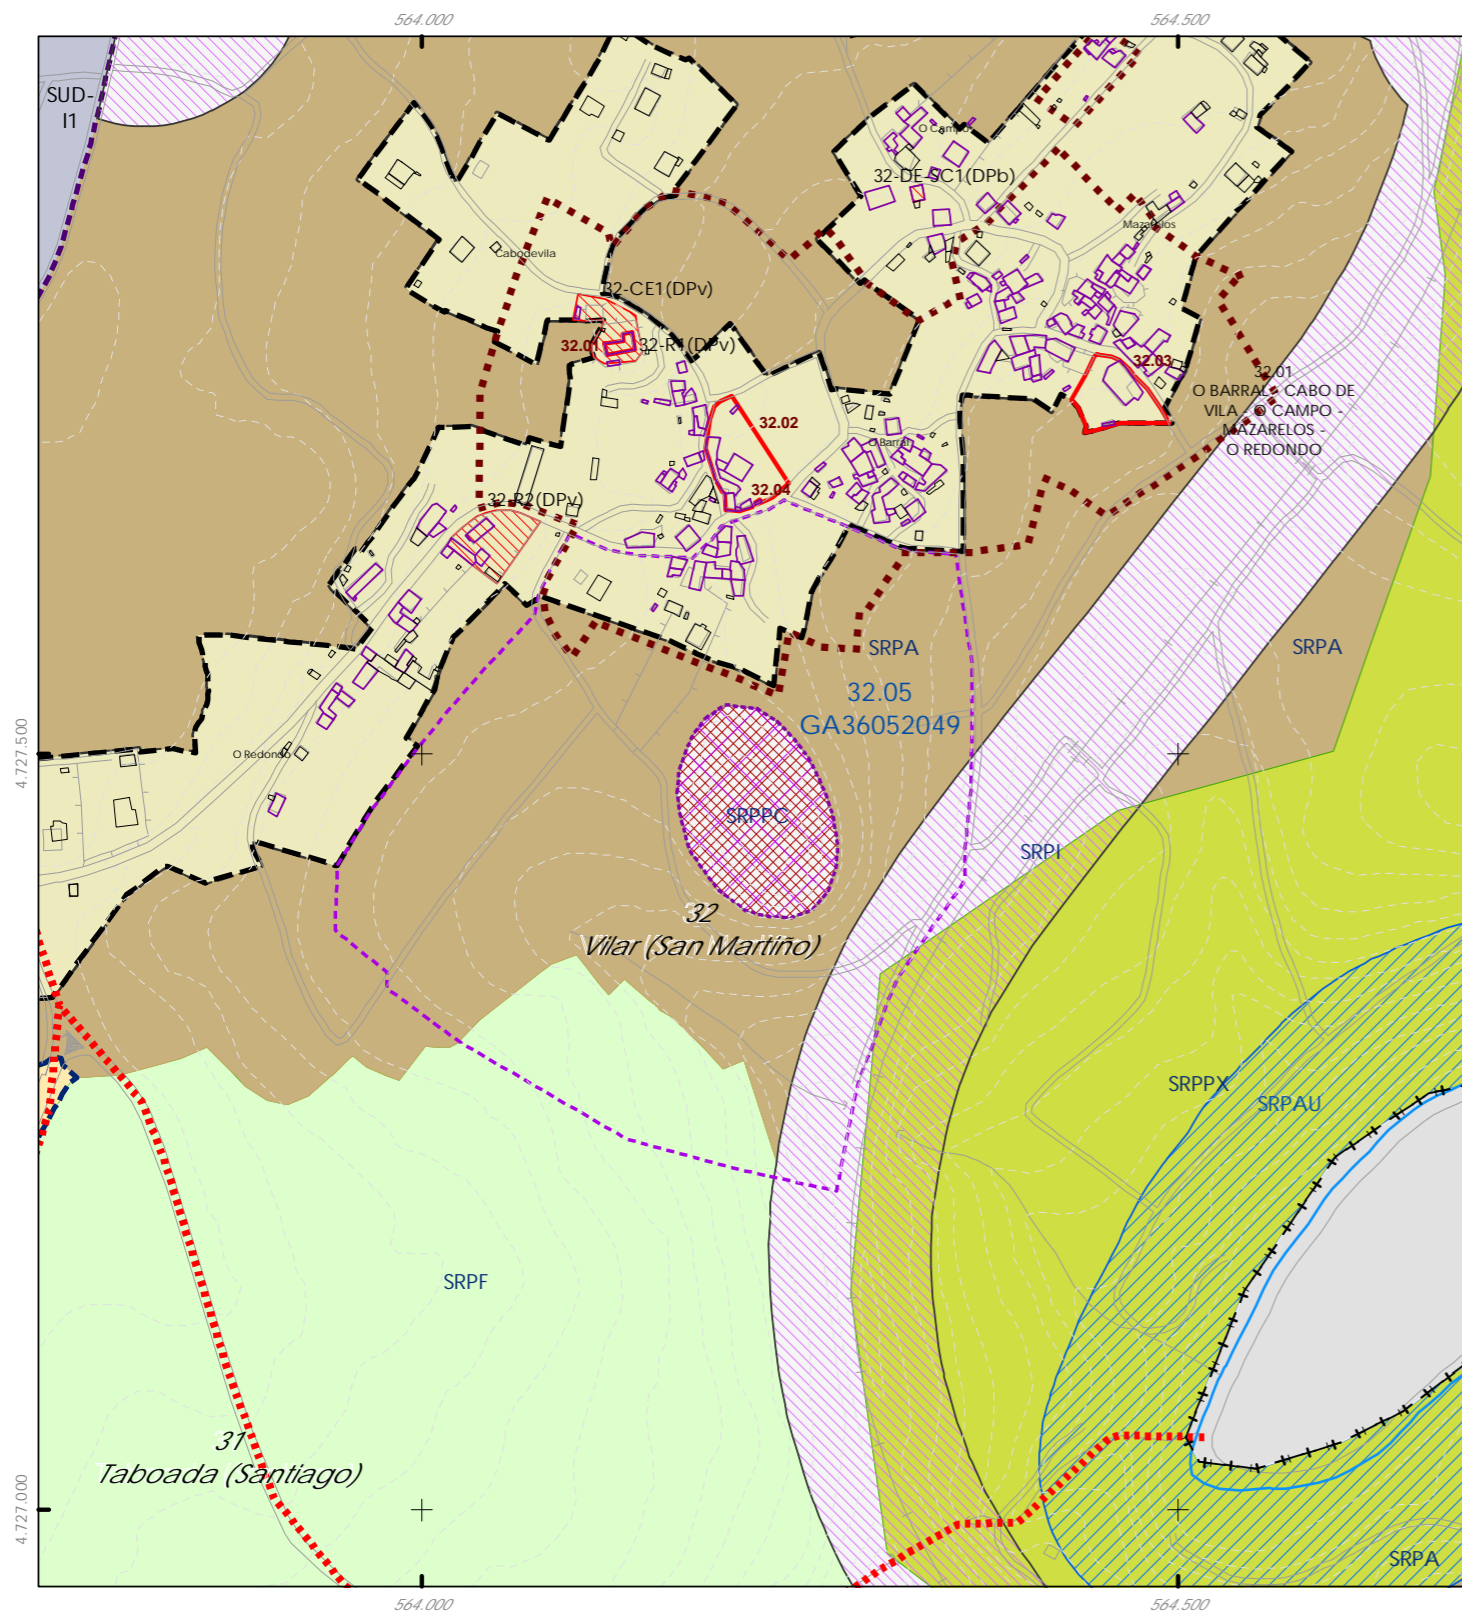 564.000
564.500
SUD-
I1
O Campo
32-DE-SC1(DPb)
Mazarelos
Cabodevila
32-CE1(DPv)
32.01
32-R1(DPv)
32.03
32.01
O BARRAL - CABO DE
VILA - O CAMPO -
MAZARELOS -
O REDONDO
32.02
O Barral
32.04
32-R2(DPv)
SRPA
SRPA
32.05
GA36052049
4.727.500
O Redondo
SRPPC
SRPI
32
Vilar (San Martiño)
SRPPX
SRPAU
SRPF
31
Taboada (Santiago)
4.727.000
SRPA
564.000
564.500